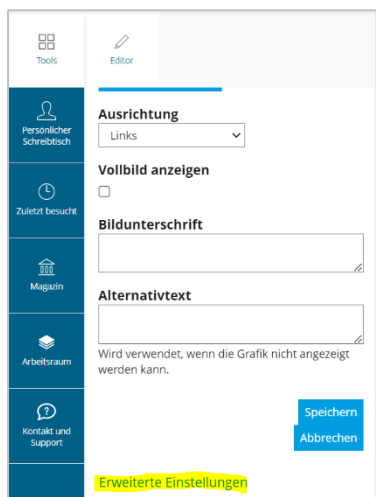 Tools
Editor
Persönlicher
Schreibtisch
Zuletzt besucht
Magazin
Arbeitsraum
Kontakt und
Support
Ausrichtung
Links
Vollbild anzeigen
Bildunterschrift
Alternativtext
Wird verwendet, wenn die Grafik nicht angezeigt
werden kann.
Speichern
Abbrechen
Erweiterte Einstellungen